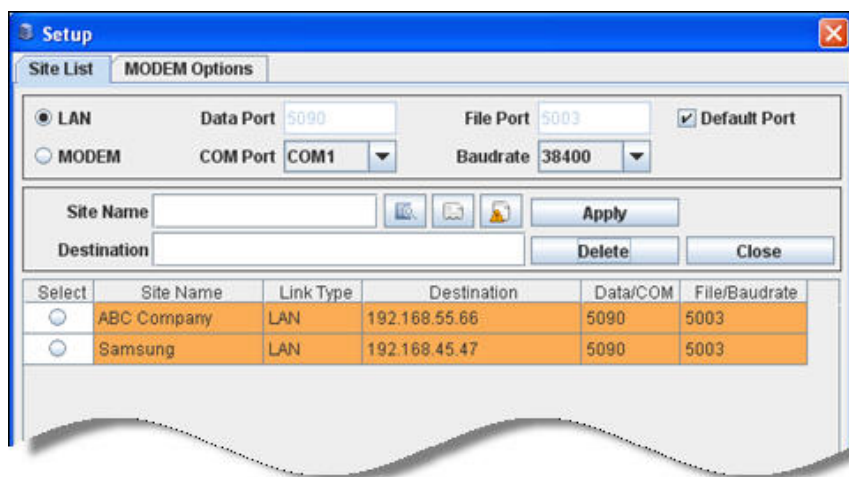 Setup
Site List MODEM Options
LAN Data Port 5090 File Port 5003 Default Port
MODEM COM Port COM1 Baudrate 38400
Site Name Apply
Destination Delete Close
Select Site Name Link Type Destination Data/COM File/Baudrate
ABC Company LAN 192.168.55.66 5090 5003
Samsung LAN 192.168.45.47 5090 5003